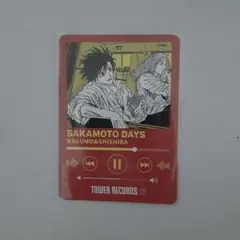 SAKAMOTO DAYS
NAGUMO&SHISHIBA
TOWER RECORDS